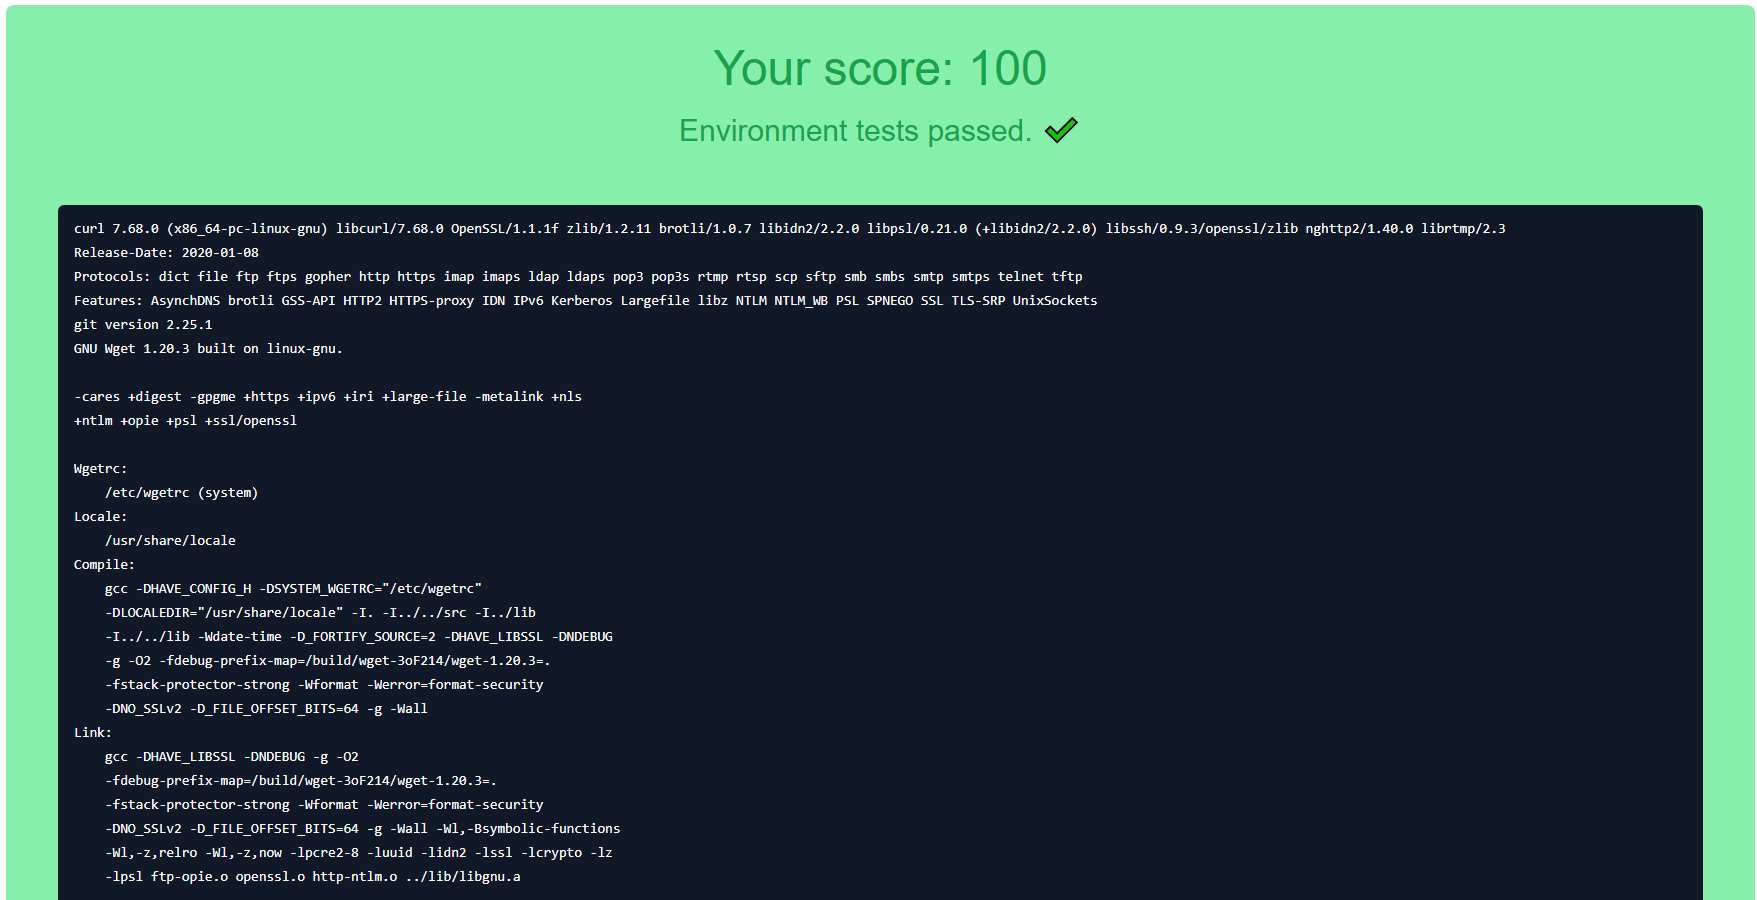 Your score: 100
Environment tests passed.
curl 7.68.0 (x86_64-pc-linux-gnu) libcurl/7.68.0 OpenSSL/1.1.1f zlib/1.2.11 brotli/1.0.7 libidn2/2.2.0 libpsl/0.21.0 (+libidn2/2.2.0) libssh/0.9.3/openssl/zlib nghttp2/1.40.0 librtmp/2.3
Release-Date: 2020-01-08
Protocols: dict file ftp ftps gopher http https imap imaps ldap ldaps pop3 pop3s rtmp rtsp scp sftp smb smbs smtp smtps telnet tftp
Features: AsynchDNS brotli GSS-API HTTP2 HTTPS-proxy IDN IPv6 Kerberos Largefile libz NTLM NTLM_WB PSL SPNEGO SSL TLS-SRP UnixSockets
git version 2.25.1
GNU Wget 1.20.3 built on linux-gnu.

-cares +digest -gpgme +https +ipv6 +iri +large-file -metalink +nls
+ntlm +opie +psl +ssl/openssl

Wgetrc:
    /etc/wgetrc (system)
Locale:
    /usr/share/locale
Compile:
    gcc -DHAVE_CONFIG_H -DSYSTEM_WGETRC="/etc/wgetrc"
    -DLOCALEDIR="/usr/share/locale" -I. -I../../src -I../lib
    -I../../lib -Wdate-time -D_FORTIFY_SOURCE=2 -DHAVE_LIBSSL -DNDEBUG
    -g -O2 -fdebug-prefix-map=/build/wget-3oF214/wget-1.20.3=.
    -fstack-protector-strong -Wformat -Werror=format-security
    -DNO_SSLv2 -D_FILE_OFFSET_BITS=64 -g -Wall
Link:
    gcc -DHAVE_LIBSSL -DNDEBUG -g -O2
    -fdebug-prefix-map=/build/wget-3oF214/wget-1.20.3=.
    -fstack-protector-strong -Wformat -Werror=format-security
    -DNO_SSLv2 -D_FILE_OFFSET_BITS=64 -g -Wall -Wl,-Bsymbolic-functions
    -Wl,-z,relro -Wl,-z,now -lpcre2-8 -luuid -lidn2 -lssl -lcrypto -lz
    -lpsl ftp-opie.o openssl.o http-ntlm.o ../lib/libgnu.a